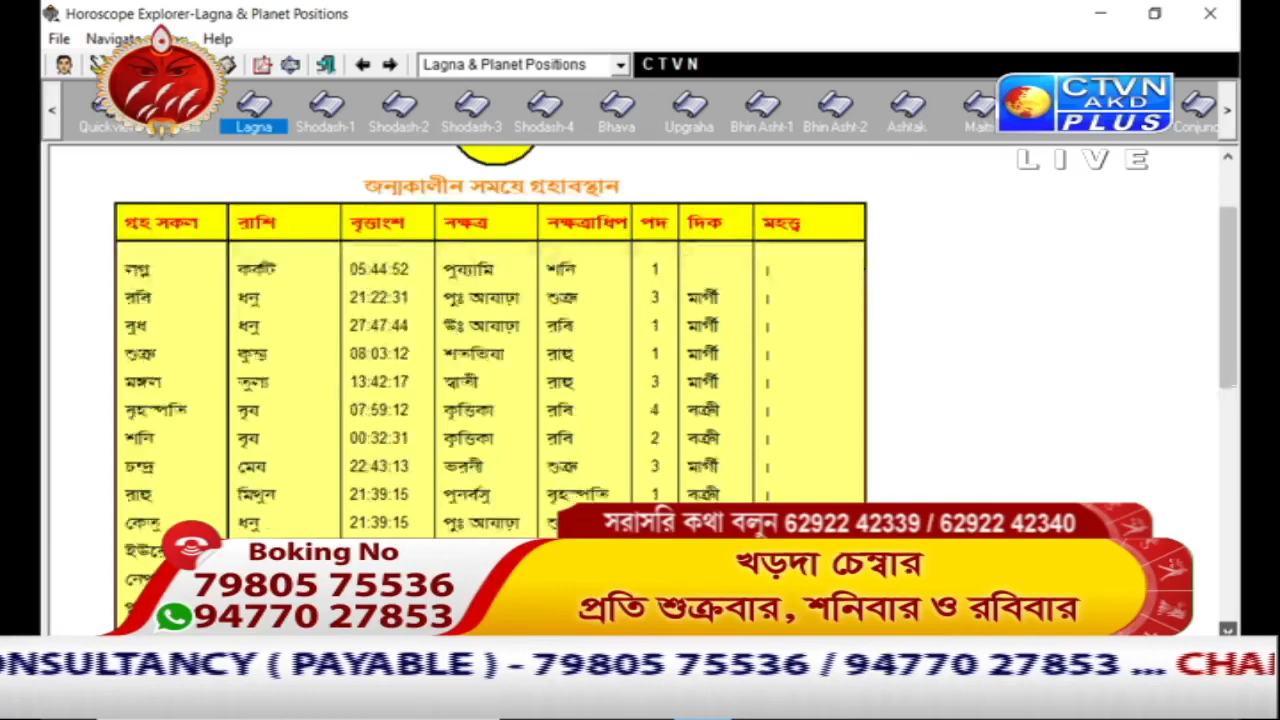 Horoscope Explorer-Lagna & Planet Positions
File Navigate Help
Lagna & Planet Positions CTVN
CTVN
AKD
PLUS
Lagna Shodash-1 Shodash-2 Shodash-3 Shodash-4 Bhava Upgraha Bhin Asht-1 Bhin Asht-2 Ashtak
LIVE
জন্মকালীন সময়ে গ্রহাবস্থান
গ্রহ সকল রাশি বৃত্তাংশ নক্ষত্র নক্ষত্রাধিপ পদ দিক মহত্ত্ব
লগ্ন কর্কট 05:44:52 পুষ্যামি শনি 1 ।
রবি ধনু 21:22:31 পুঃ আষাঢ়া শুক্র 3 মার্গী ।
বুধ ধনু 27:47:44 উঃ আষাঢ়া রবি 1 মার্গী ।
শুক্র কুম্ভ 08:03:12 শতভিষা রাহু 1 মার্গী ।
মঙ্গল তুলা 13:42:17 স্বাতী রাহু 3 মার্গী ।
বৃহস্পতি বৃষ 07:59:12 কৃত্তিকা রবি 4 বক্রী ।
শনি বৃষ 00:32:31 কৃত্তিকা রবি 2 বক্রী ।
চন্দ্র মেষ 22:43:13 ভরনী শুক্র 3 মার্গী ।
রাহু মিথুন 21:39:15 পুনর্বসু বৃহস্পতি 1 বক্রী ।
কেতু ধনু 21:39:15 পুঃ আষাঢ়া
সরাসরি কথা বলুন 62922 42339 / 62922 42340
Boking No
79805 75536
94770 27853
খড়দা চেম্বার
প্রতি শুক্রবার, শনিবার ও রবিবার
ONSULTANCY ( PAYABLE ) - 79805 75536 / 94770 27853 ... CHA